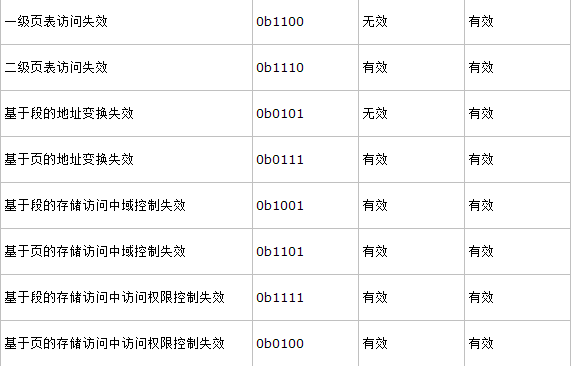 一级页表访问失效 0b1100 无效 有效
二级页表访问失效 0b1110 有效 有效
基于段的地址变换失效 0b0101 无效 有效
基于页的地址变换失效 0b0111 有效 有效
基于段的存储访问中域控制失效 0b1001 有效 有效
基于页的存储访问中域控制失效 0b1101 有效 有效
基于段的存储访问中访问权限控制失效 0b1111 有效 有效
基于页的存储访问中访问权限控制失效 0b0100 有效 有效